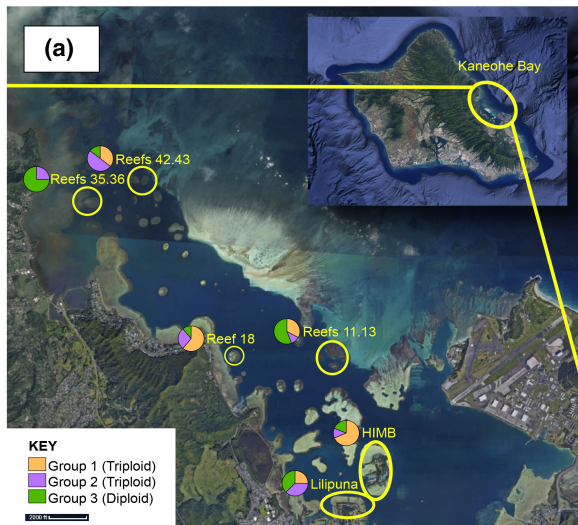 (a)
Kaneohe Bay
Reefs 42.43
Reefs 35.36
Reef 18
Reefs 11.13
HIMB
Lilipuna
KEY
Group 1 (Triploid)
Group 2 (Triploid)
Group 3 (Diploid)
2000 ft